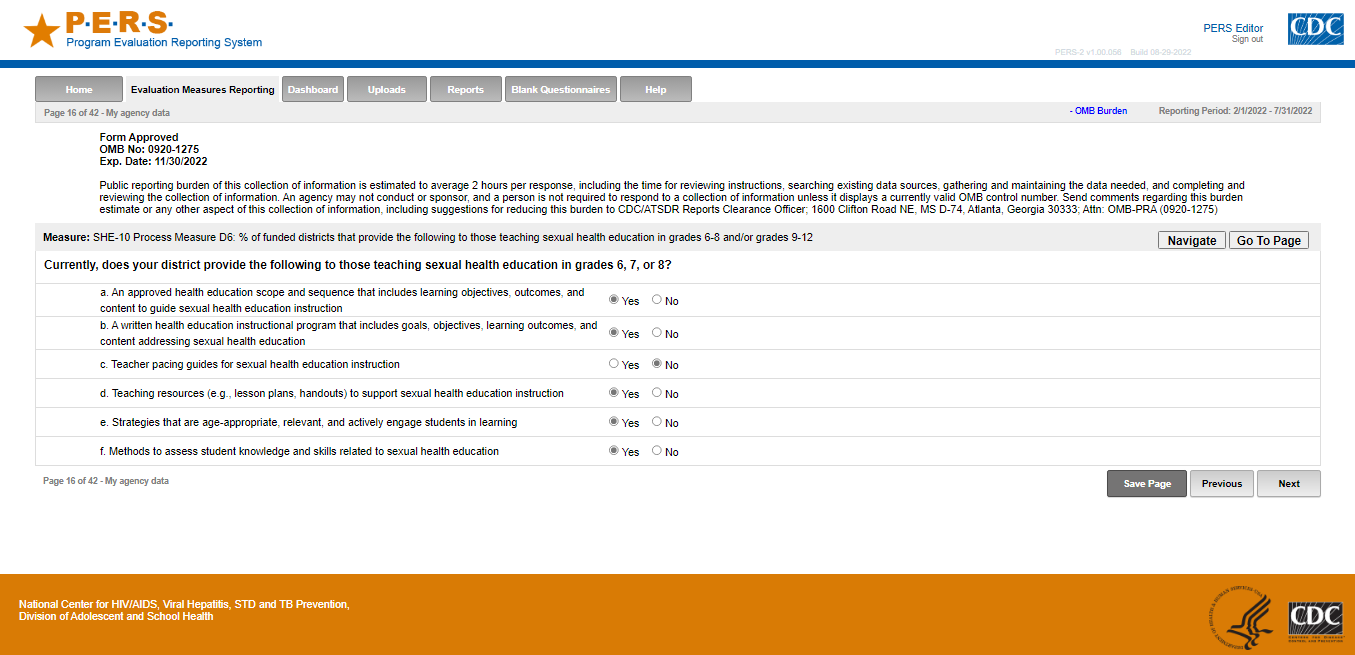 P·E·R·S·
Program Evaluation Reporting System
PERS Editor
Sign out
CDC
PERS-2 v1.00.056 Build 08-29-2022
Home Evaluation Measures Reporting Dashboard Uploads Reports Blank Questionnaires Help
Page 16 of 42 - My agency data - OMB Burden Reporting Period: 2/1/2022 - 7/31/2022
Form Approved
OMB No: 0920-1275
Exp. Date: 11/30/2022
Public reporting burden of this collection of information is estimated to average 2 hours per response, including the time for reviewing instructions, searching existing data sources, gathering and maintaining the data needed, and completing and
reviewing the collection of information. An agency may not conduct or sponsor, and a person is not required to respond to a collection of information unless it displays a currently valid OMB control number. Send comments regarding this burden
estimate or any other aspect of this collection of information, including suggestions for reducing this burden to CDC/ATSDR Reports Clearance Officer; 1600 Clifton Road NE, MS D-74, Atlanta, Georgia 30333; Attn: OMB-PRA (0920-1275)
Measure: SHE-10 Process Measure D6: % of funded districts that provide the following to those teaching sexual health education in grades 6-8 and/or grades 9-12
Navigate Go To Page
Currently, does your district provide the following to those teaching sexual health education in grades 6, 7, or 8?
a. An approved health education scope and sequence that includes learning objectives, outcomes, and
content to guide sexual health education instruction
Yes No
b. A written health education instructional program that includes goals, objectives, learning outcomes, and
content addressing sexual health education
Yes No
c. Teacher pacing guides for sexual health education instruction Yes No
d. Teaching resources (e.g., lesson plans, handouts) to support sexual health education instruction Yes No
e. Strategies that are age-appropriate, relevant, and actively engage students in learning Yes No
f. Methods to assess student knowledge and skills related to sexual health education Yes No
Page 16 of 42 - My agency data
Save Page Previous Next
National Center for HIV/AIDS, Viral Hepatitis, STD and TB Prevention,
Division of Adolescent and School Health
CDC